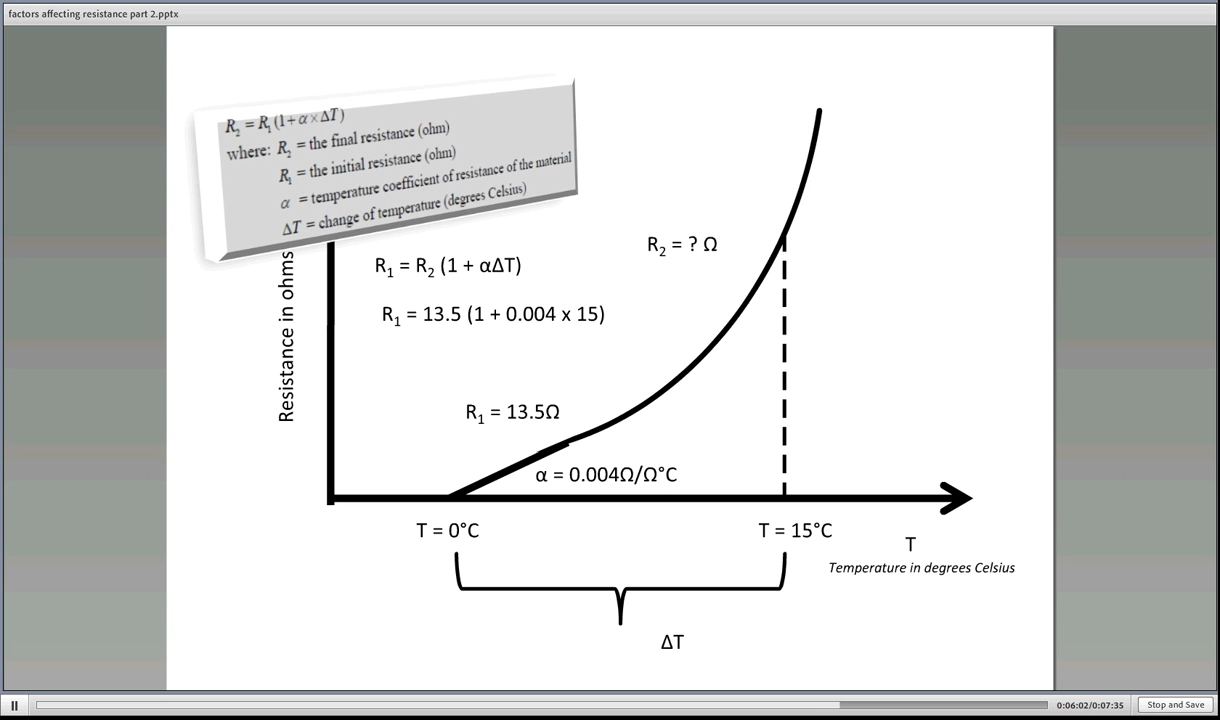 factors affecting resistance part 2.pptx
R₂ = R₁ (1+α×ΔT)
where: R₂ = the final resistance (ohm)
R₁ = the initial resistance (ohm)
α = temperature coefficient of resistance of the material
ΔT = change of temperature (degrees Celsius)
Resistance in ohms
R₁ = R₂ (1 + αΔT)
R₂ = ? Ω
R₁ = 13.5 (1 + 0.004 x 15)
R₁ = 13.5Ω
α = 0.004Ω/Ω°C
T = 0°C
T = 15°C
T
Temperature in degrees Celsius
ΔT
0:06:02/0:07:35
Stop and Save